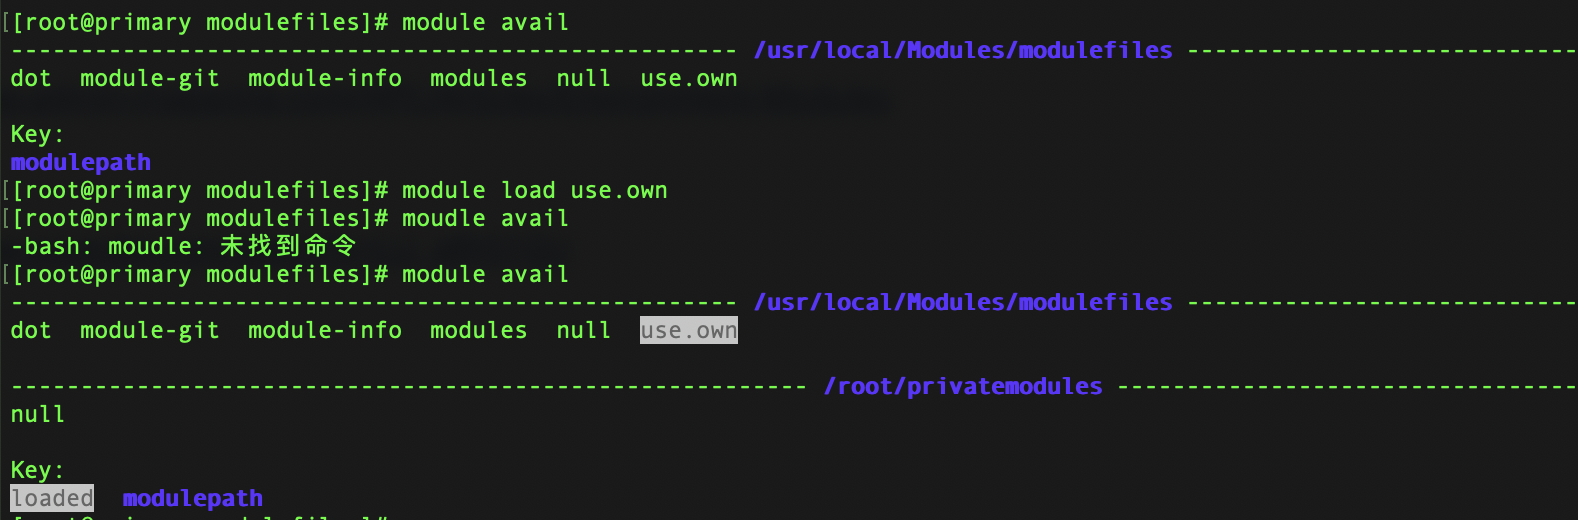 [[root@primary modulefiles]# module avail
---------------------------------------------------- /usr/local/Modules/modulefiles ----------------------------
dot  module-git  module-info  modules  null  use.own
Key:
modulepath
[[root@primary modulefiles]# module load use.own
[[root@primary modulefiles]# moudle avail
-bash: moudle: 未找到命令
[[root@primary modulefiles]# module avail
---------------------------------------------------- /usr/local/Modules/modulefiles ----------------------------
dot  module-git  module-info  modules  null  use.own
--------------------------------------------------------- /root/privatemodules ---------------------------------
null
Key:
loaded  modulepath